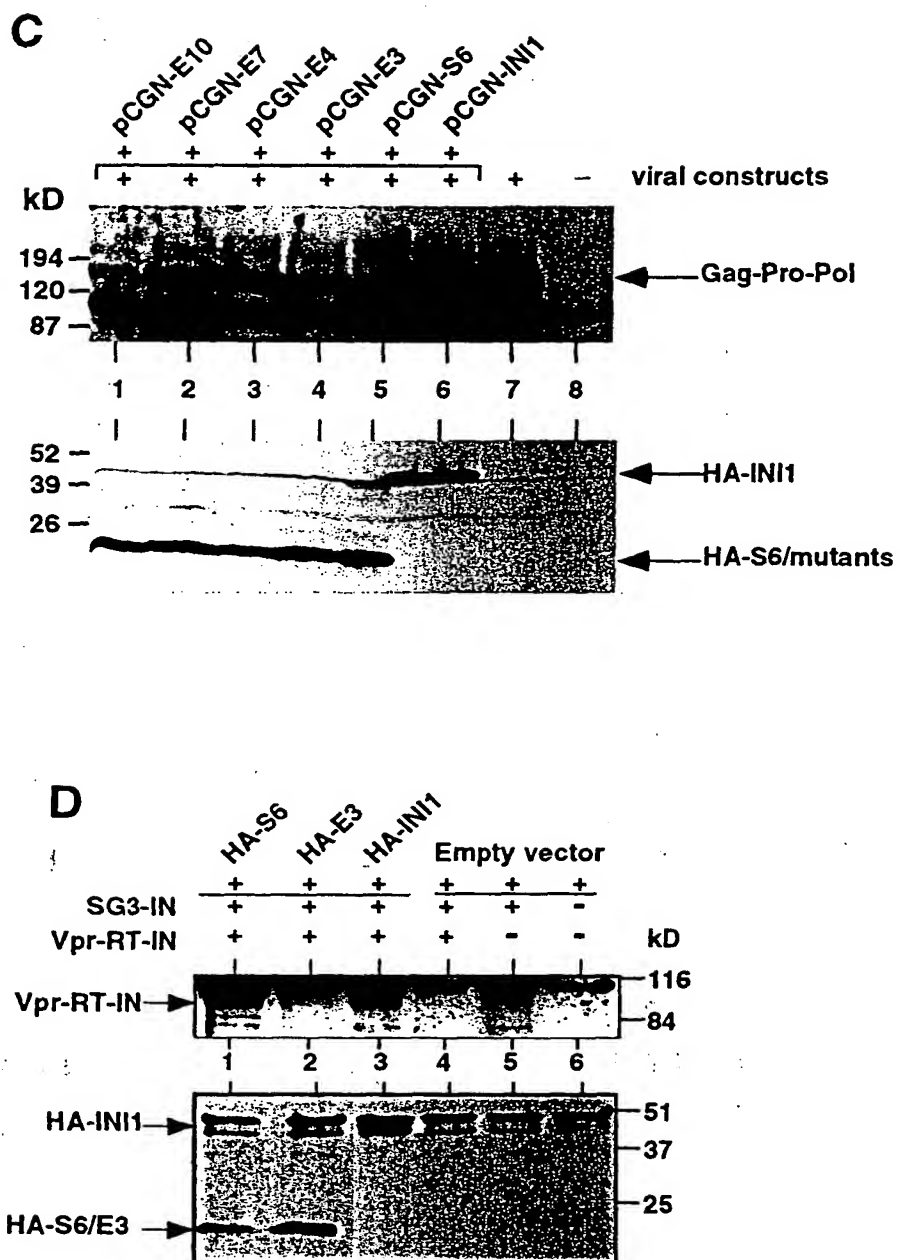 C
pCGN-E10 pCGN-E7 pCGN-E4 pCGN-E3 pCGN-S6 pCGN-INI1
+ + + + + +
+ + + + + + + − viral constructs
kD
194
Gag-Pro-Pol
120
87
1 2 3 4 5 6 7 8
52
HA-INI1
39
26
HA-S6/mutants
D
HA-S6 HA-E3 HA-INI1 Empty vector
+ + + + + +
SG3-IN + + + + + -
Vpr-RT-IN + + + + - - kD
116
Vpr-RT-IN
84
1 2 3 4 5 6
51
HA-INI1
37
25
HA-S6/E3